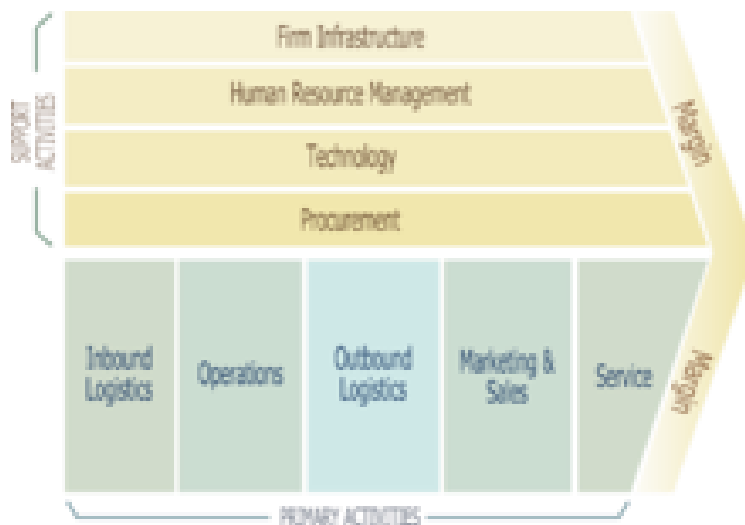 Firm Infrastructure
Human Resource Management
Technology
Procurement
SUPPORT
ACTIVITIES
Margin
Inbound
Logistics
Operations
Outbound
Logistics
Marketing &
Sales
Service
Margin
PRIMARY ACTIVITIES